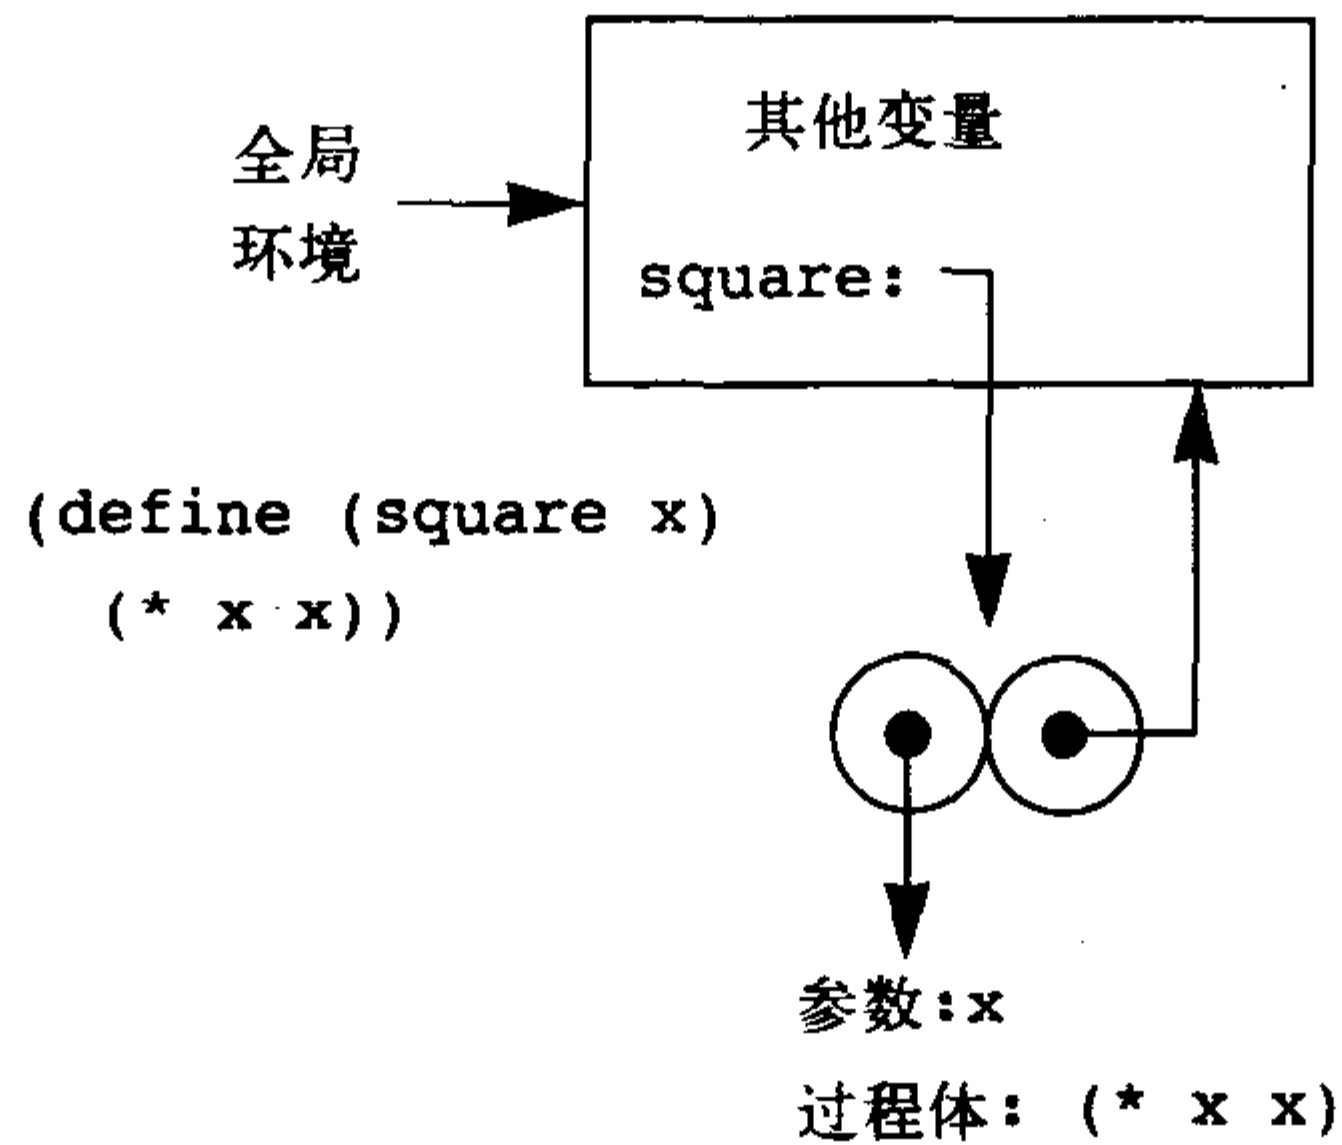 全局
环境
其他变量
square:
(define (square x)
(* x x))
参数:x
过程体: (* x x)